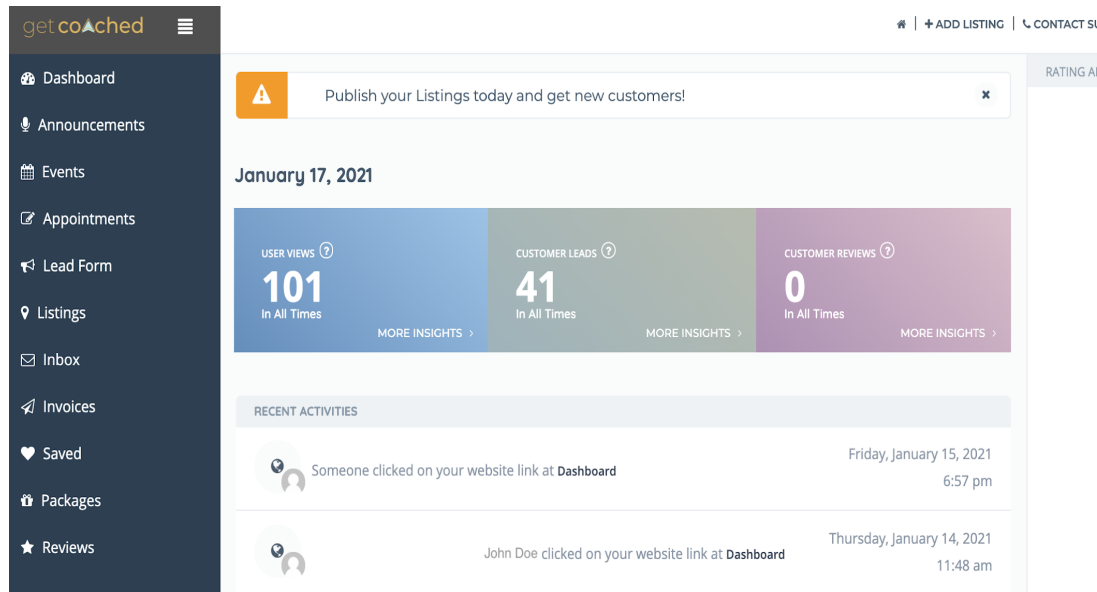 getcoached
+ ADD LISTING
CONTACT
RATING
Dashboard
Announcements
Events
Appointments
Lead Form
Listings
Inbox
Invoices
Saved
Packages
Reviews
Publish your Listings today and get new customers!
January 17, 2021
USER VIEWS ?
101
In All Times
MORE INSIGHTS >
CUSTOMER LEADS ?
41
In All Times
MORE INSIGHTS >
CUSTOMER REVIEWS ?
0
In All Times
MORE INSIGHTS >
RECENT ACTIVITIES
Someone clicked on your website link at Dashboard
Friday, January 15, 2021
6:57 pm
John Doe clicked on your website link at Dashboard
Thursday, January 14, 2021
11:48 am